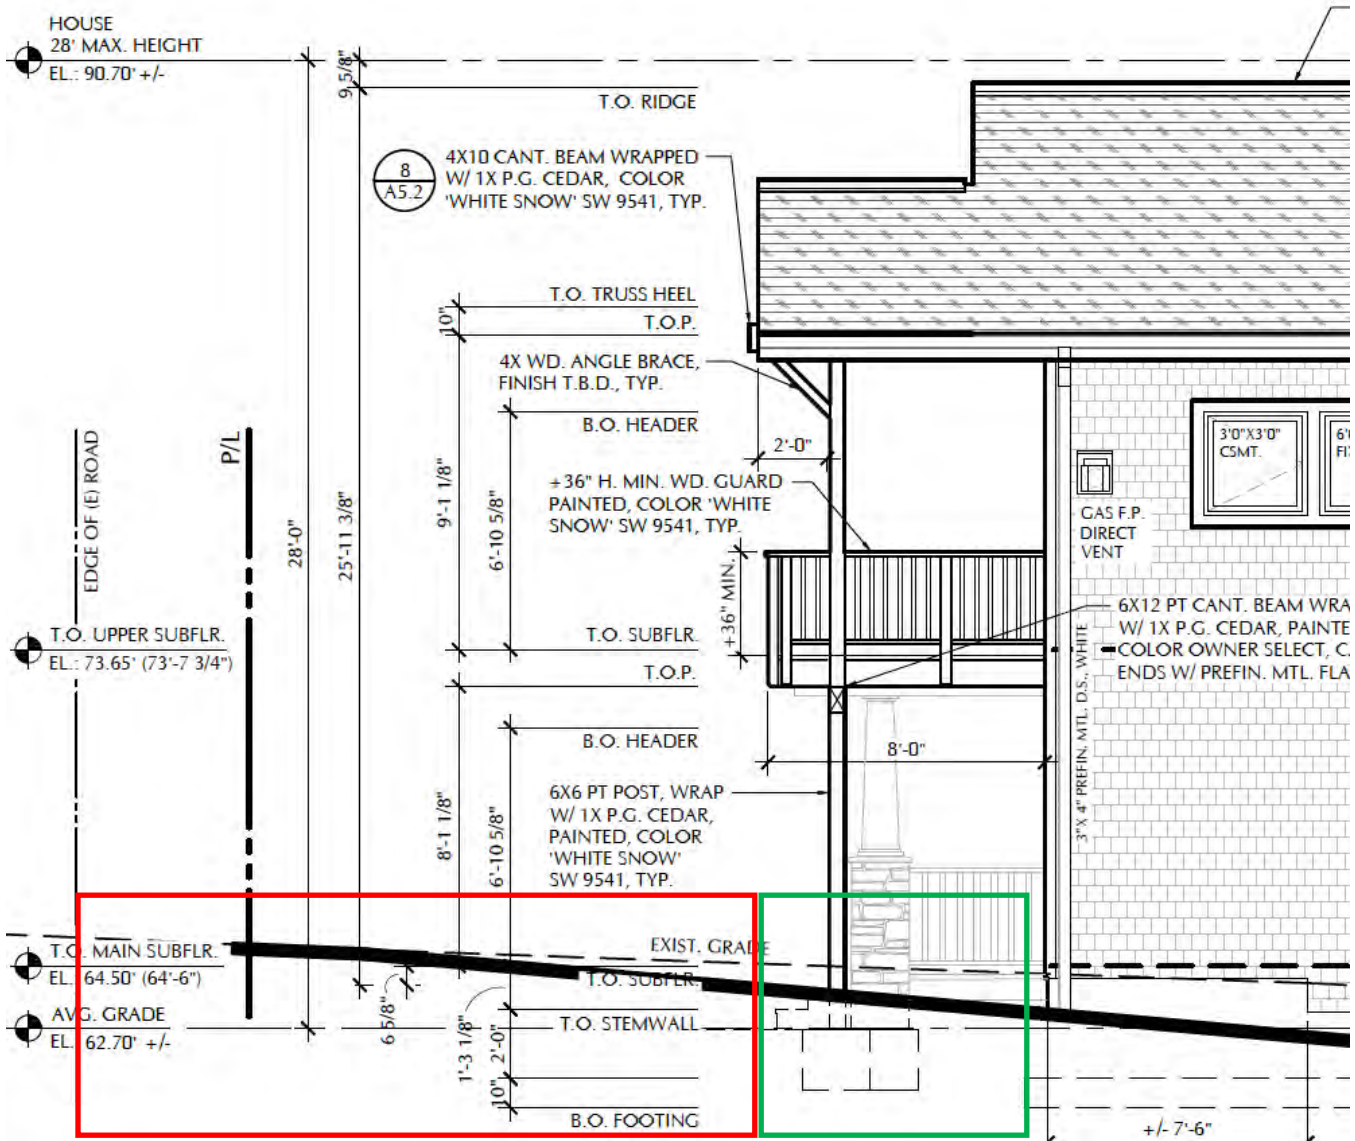 HOUSE
28' MAX. HEIGHT
EL.: 90.70' +/-
9 5/8"
T.O. RIDGE
8
A5.2
4X10 CANT. BEAM WRAPPED
W/ 1X P.G. CEDAR, COLOR
'WHITE SNOW' SW 9541, TYP.
T.O. TRUSS HEEL
10"
T.O.P.
4X WD. ANGLE BRACE,
FINISH T.B.D., TYP.
B.O. HEADER
2'-0"
3'0"X3'0"
CSMT.
EDGE OF (E) ROAD
P/L
28'-0"
25'-11 3/8"
9'-1 1/8"
6'-10 5/8"
+36" H. MIN. WD. GUARD
PAINTED, COLOR 'WHITE
SNOW' SW 9541, TYP.
GAS F.P.
DIRECT
VENT
+36" MIN.
T.O. UPPER SUBFLR.
EL.: 73.65' (73'-7 3/4")
T.O. SUBFLR.
T.O.P.
6X12 PT CANT. BEAM WRA
W/ 1X P.G. CEDAR, PAINTE
COLOR OWNER SELECT, C
ENDS W/ PREFIN. MTL. FLA
3"X 4" PREFIN. MTL. D.S., WHITE
B.O. HEADER
8'-0"
8'-1 1/8"
6'-10 5/8"
6X6 PT POST, WRAP
W/ 1X P.G. CEDAR,
PAINTED, COLOR
'WHITE SNOW'
SW 9541, TYP.
EXIST. GRADE
T.O. MAIN SUBFLR.
EL. 64.50' (64'-6")
T.O. SUBFLR.
6 5/8"
AVG. GRADE
EL. 62.70' +/-
T.O. STEMWALL
1'-3 1/8"
2'-0"
10"
B.O. FOOTING
+/- 7'-6"